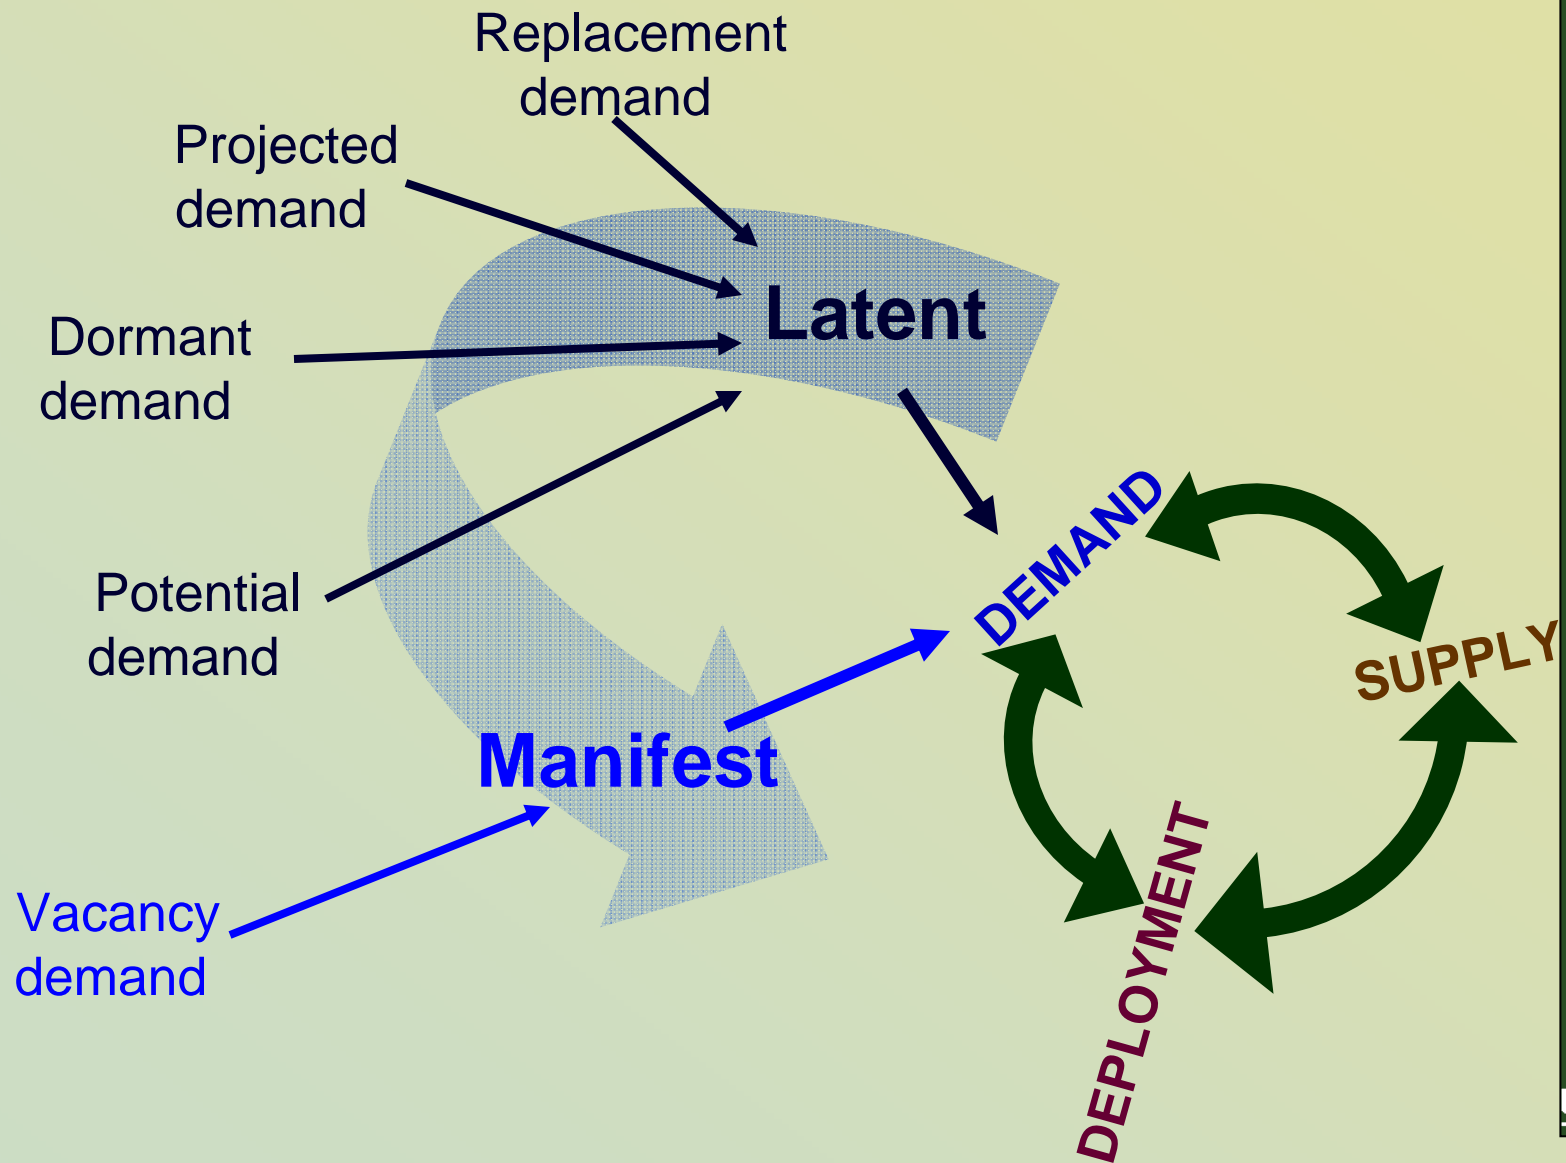 Replacement
demand
Projected
demand
Latent
Dormant
demand
DEMAND
Potential
demand
SUPPLY
Manifest
Vacancy
demand
DEPLOYMENT